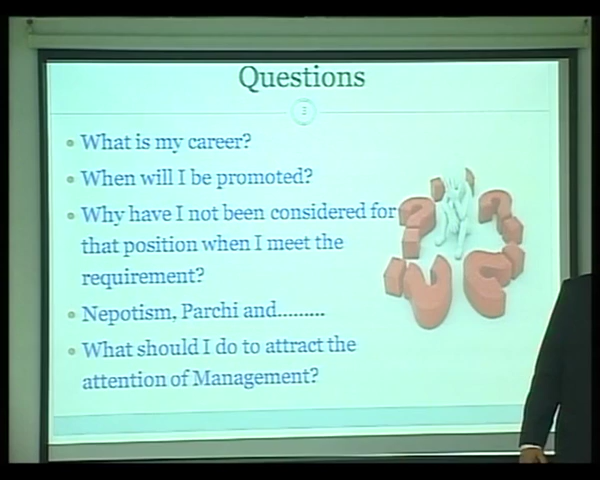 Questions
3
What is my career?
When will I be promoted?
Why have I not been considered for
that position when I meet the
requirement?
Nepotism, Parchi and.........
What should I do to attract the
attention of Management?